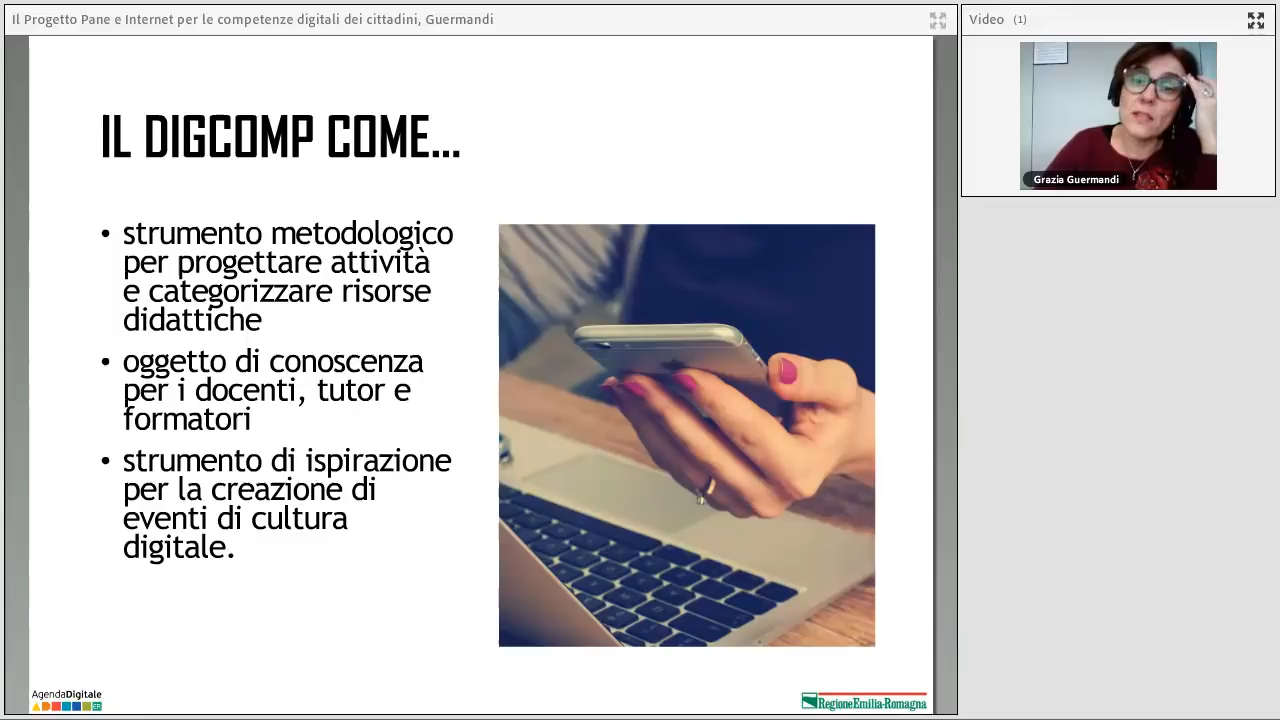 Il Progetto Pane e Internet per le competenze digitali dei cittadini, Guermandi
Video (1)
Grazia Guermandi
IL DIGCOMP COME...
• strumento metodologico
per progettare attività
e categorizzare risorse
didattiche
• oggetto di conoscenza
per i docenti, tutor e
formatori
• strumento di ispirazione
per la creazione di
eventi di cultura
digitale.
AgendaDigitale
ER
RegioneEmilia-Romagna